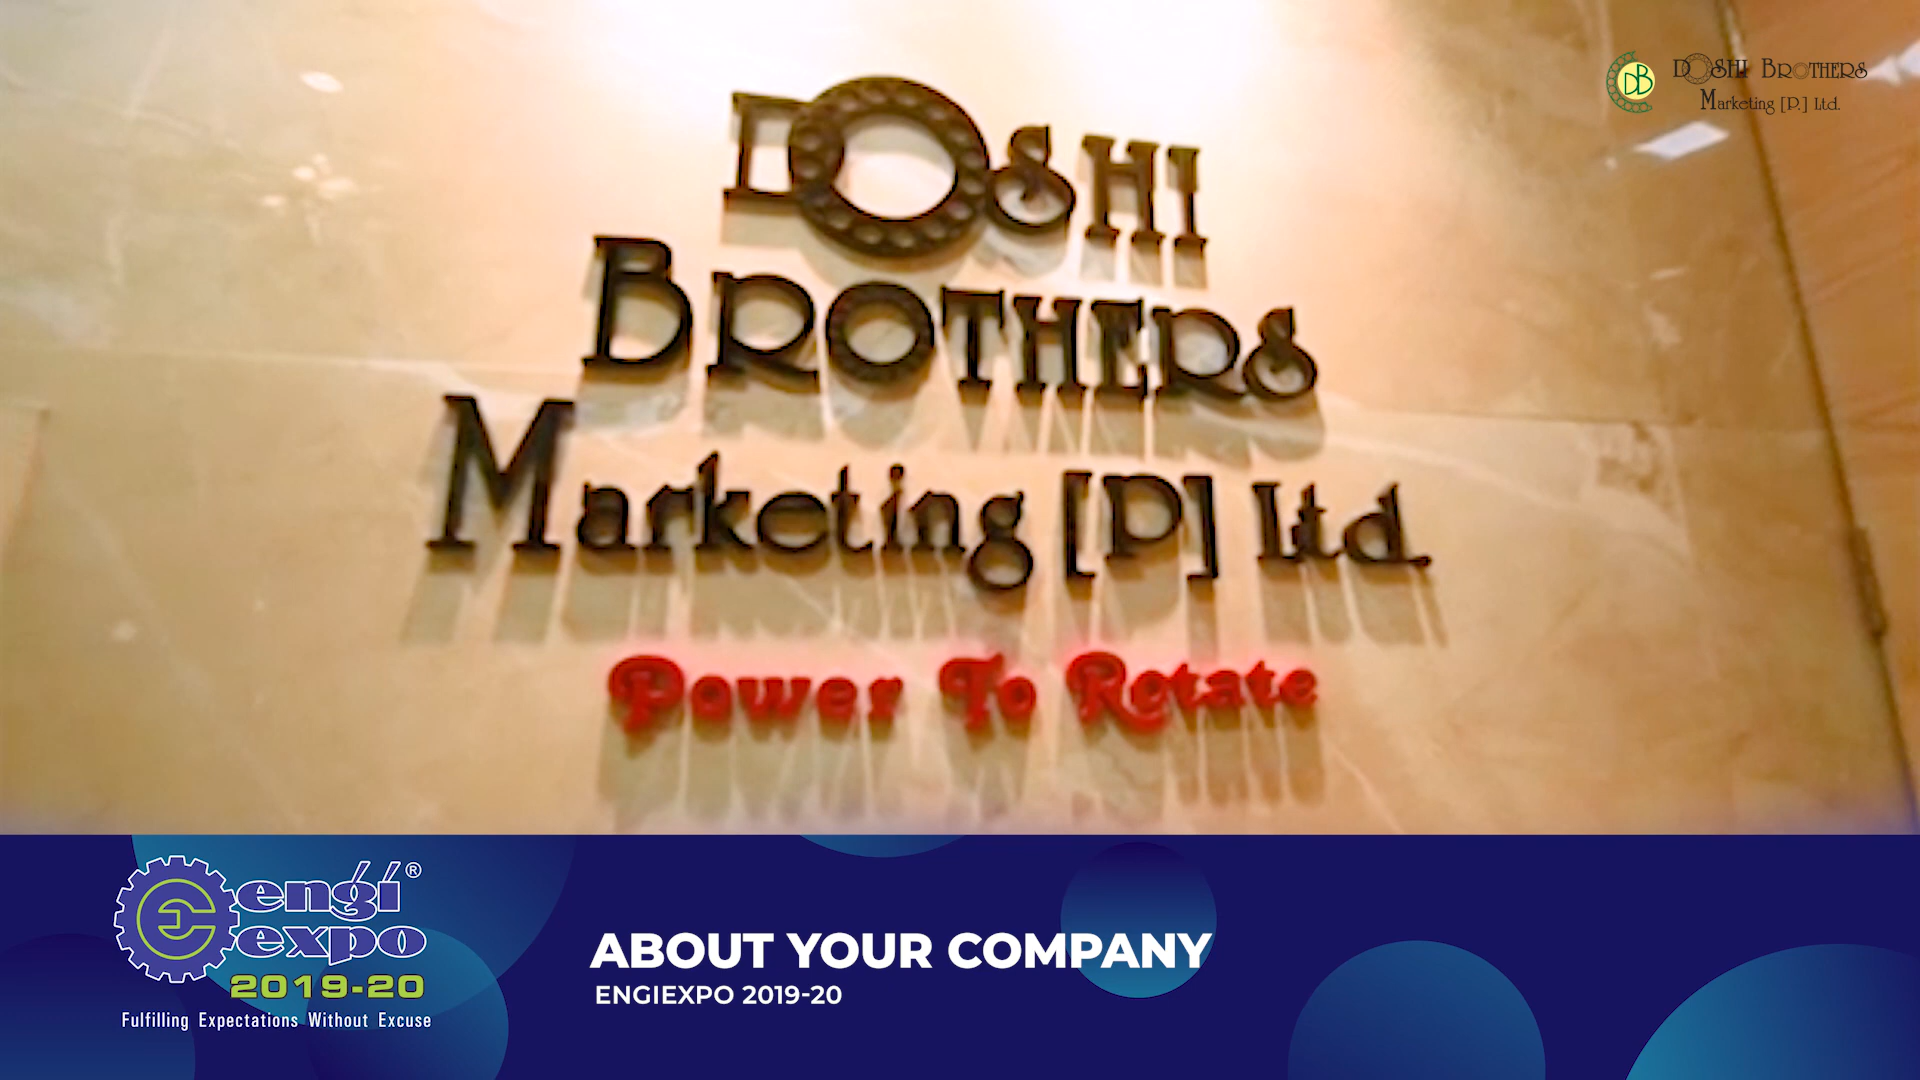 DOSHI
BROTHERS
Marketing [P] Ltd.
Power To Rotate
DB
DOSHI BROTHERS
Marketing [P.] Ltd.
engi®
expo
2019-20
Fulfilling Expectations Without Excuse
ABOUT YOUR COMPANY
ENGIEXPO 2019-20